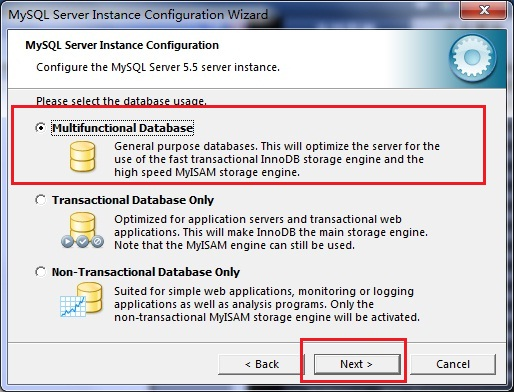 MySQL Server Instance Configuration Wizard
MySQL Server Instance Configuration
Configure the MySQL Server 5.5 server instance.
Please select the database usage.
Multifunctional Database
General purpose databases. This will optimize the server for the
use of the fast transactional InnoDB storage engine and the
high speed MyISAM storage engine.
Transactional Database Only
Optimized for application servers and transactional web
applications. This will make InnoDB the main storage engine.
Note that the MyISAM engine can still be used.
Non-Transactional Database Only
Suited for simple web applications, monitoring or logging
applications as well as analysis programs. Only the
non-transactional MyISAM storage engine will be activated.
< Back
Next >
Cancel